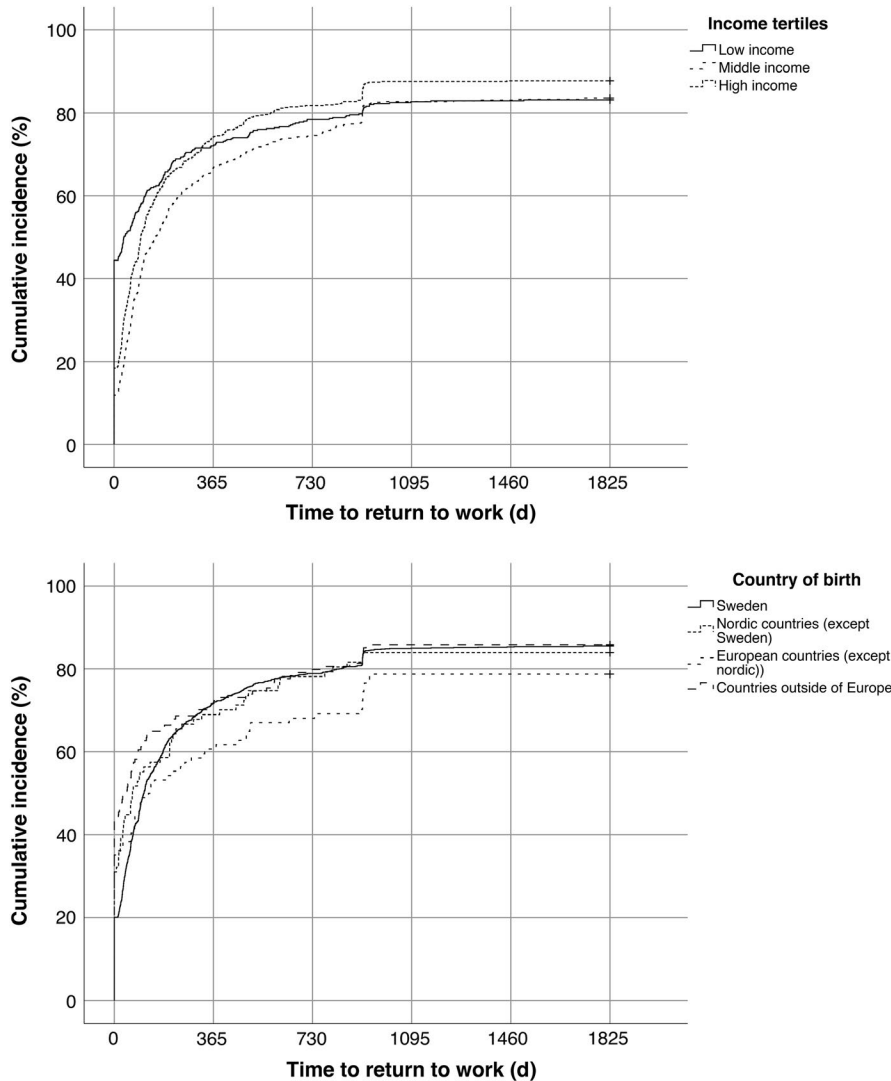 Cumulative incidence (%)
100
80
60
40
20
0
0 365 730 1095 1460 1825
Time to return to work (d)
Income tertiles
Low income
Middle income
High income
Cumulative incidence (%)
100
80
60
40
20
0
0 365 730 1095 1460 1825
Time to return to work (d)
Country of birth
Sweden
Nordic countries (except
Sweden)
European countries (except
nordic))
Countries outside of Europe